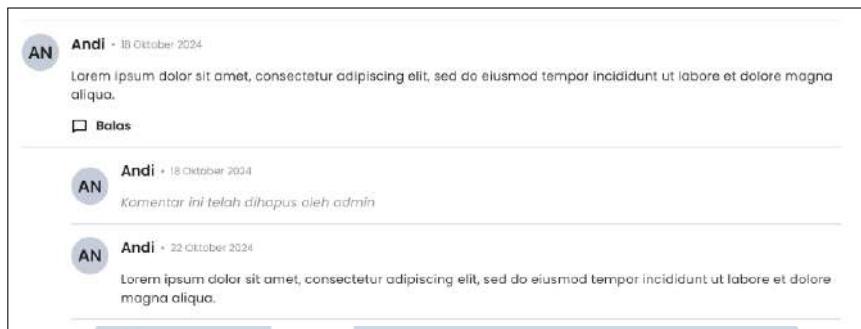 AN
Andi • 18 Oktober 2024
Lorem ipsum dolor sit amet, consectetur adipiscing elit, sed do eiusmod tempor incididunt ut labore et dolore magna
aliqua.
Balas
AN
Andi • 18 Oktober 2024
Komentar ini telah dihapus oleh admin
AN
Andi • 22 Oktober 2024
Lorem ipsum dolor sit amet, consectetur adipiscing elit, sed do eiusmod tempor incididunt ut labore et dolore
magna aliqua.